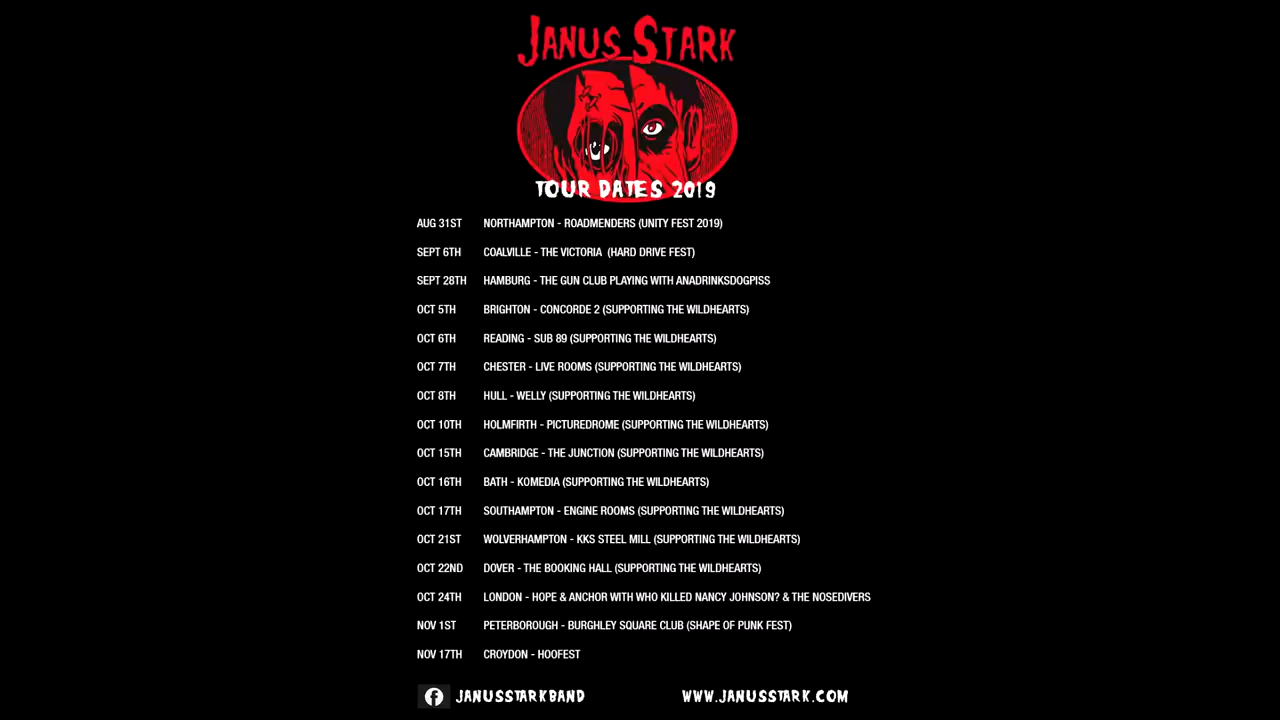 JANUS STARK
TOUR DATES 2019
AUG 31ST NORTHAMPTON - ROADMENDERS (UNITY FEST 2019)
SEPT 6TH COALVILLE - THE VICTORIA (HARD DRIVE FEST)
SEPT 28TH HAMBURG - THE GUN CLUB PLAYING WITH ANADRINKSDOGPISS
OCT 5TH BRIGHTON - CONCORDE 2 (SUPPORTING THE WILDHEARTS)
OCT 6TH READING - SUB 89 (SUPPORTING THE WILDHEARTS)
OCT 7TH CHESTER - LIVE ROOMS (SUPPORTING THE WILDHEARTS)
OCT 8TH HULL - WELLY (SUPPORTING THE WILDHEARTS)
OCT 10TH HOLMFIRTH - PICTUREDROME (SUPPORTING THE WILDHEARTS)
OCT 15TH CAMBRIDGE - THE JUNCTION (SUPPORTING THE WILDHEARTS)
OCT 16TH BATH - KOMEDIA (SUPPORTING THE WILDHEARTS)
OCT 17TH SOUTHAMPTON - ENGINE ROOMS (SUPPORTING THE WILDHEARTS)
OCT 21ST WOLVERHAMPTON - KKS STEEL MILL (SUPPORTING THE WILDHEARTS)
OCT 22ND DOVER - THE BOOKING HALL (SUPPORTING THE WILDHEARTS)
OCT 24TH LONDON - HOPE & ANCHOR WITH WHO KILLED NANCY JOHNSON? & THE NOSEDIVERS
NOV 1ST PETERBOROUGH - BURGHLEY SQUARE CLUB (SHAPE OF PUNK FEST)
NOV 17TH CROYDON - HOOFEST
JANUSSTARKBAND WWW.JANUSSTARK.COM